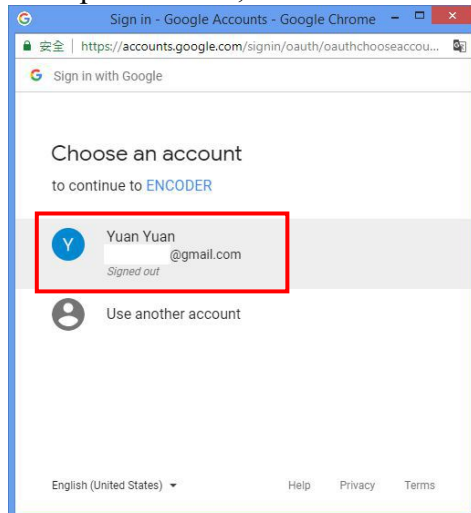 Sign in - Google Accounts - Google Chrome
安全 | https://accounts.google.com/signin/oauth/oauthchooseaccou...
G Sign in with Google
Choose an account
to continue to ENCODER
Y Yuan Yuan
@gmail.com
Signed out
Use another account
English (United States) Help Privacy Terms